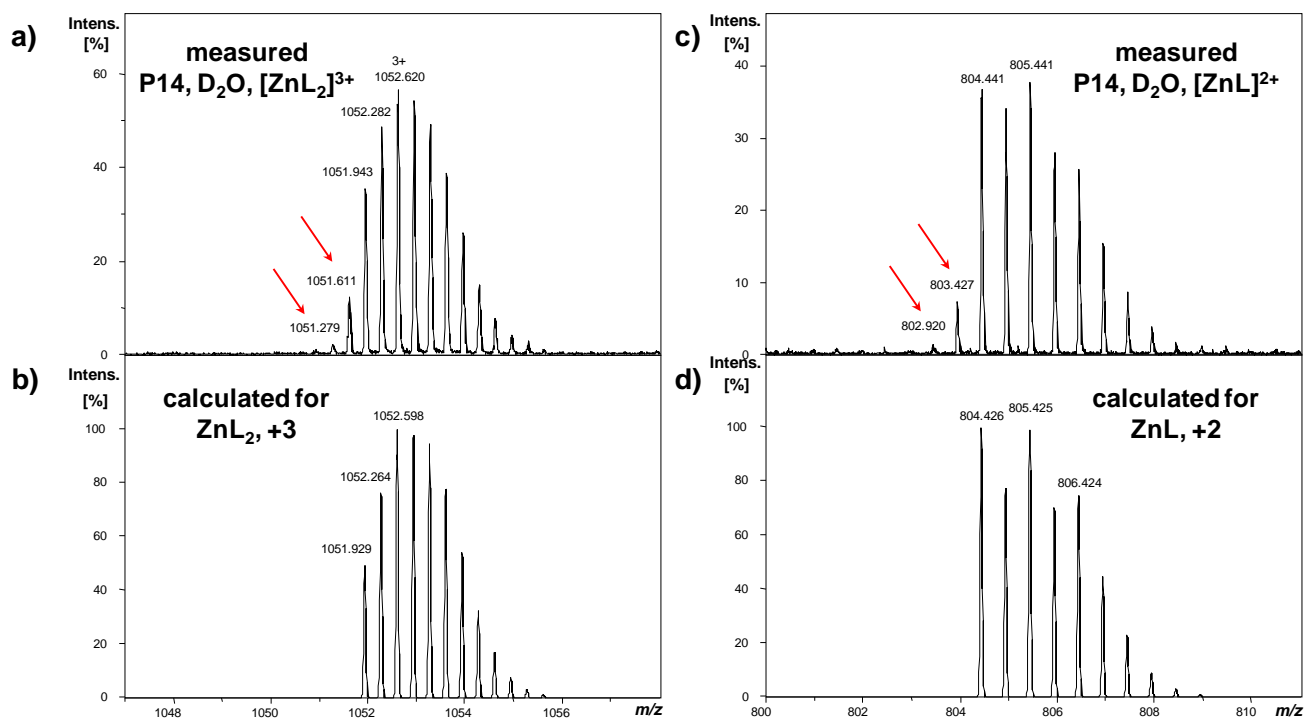 a)
Intens.
[%]
measured
P14, D₂O, [ZnL₂]³⁺
60
40
20
0
3+
1052.620
1052.282
1051.943
1051.611
1051.279
b)
Intens.
[%]
calculated for
ZnL₂, +3
100
80
60
40
20
0
1052.598
1052.264
1051.929
1048
1050
1052
1054
1056
m/z
c)
Intens.
[%]
measured
P14, D₂O, [ZnL]²⁺
40
30
20
10
0
804.441
805.441
803.427
802.920
d)
Intens.
[%]
calculated for
ZnL, +2
100
80
60
40
20
0
804.426
805.425
806.424
800
802
804
806
808
810
m/z